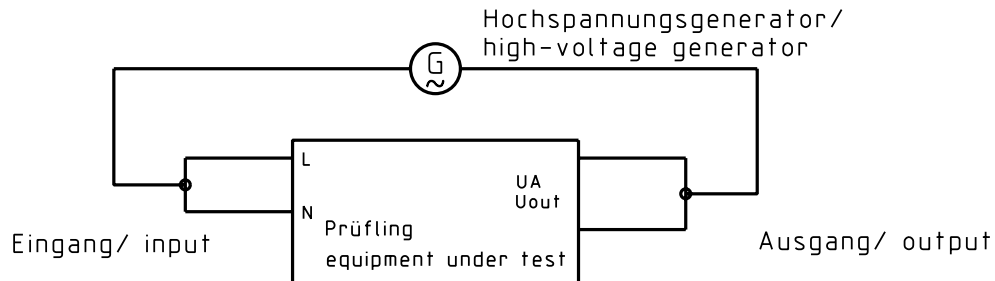 Hochspannungsgenerator/
high-voltage generator
G
~
L
UA
Uout
N
Prüfling
equipment under test
Eingang/ input
Ausgang/ output